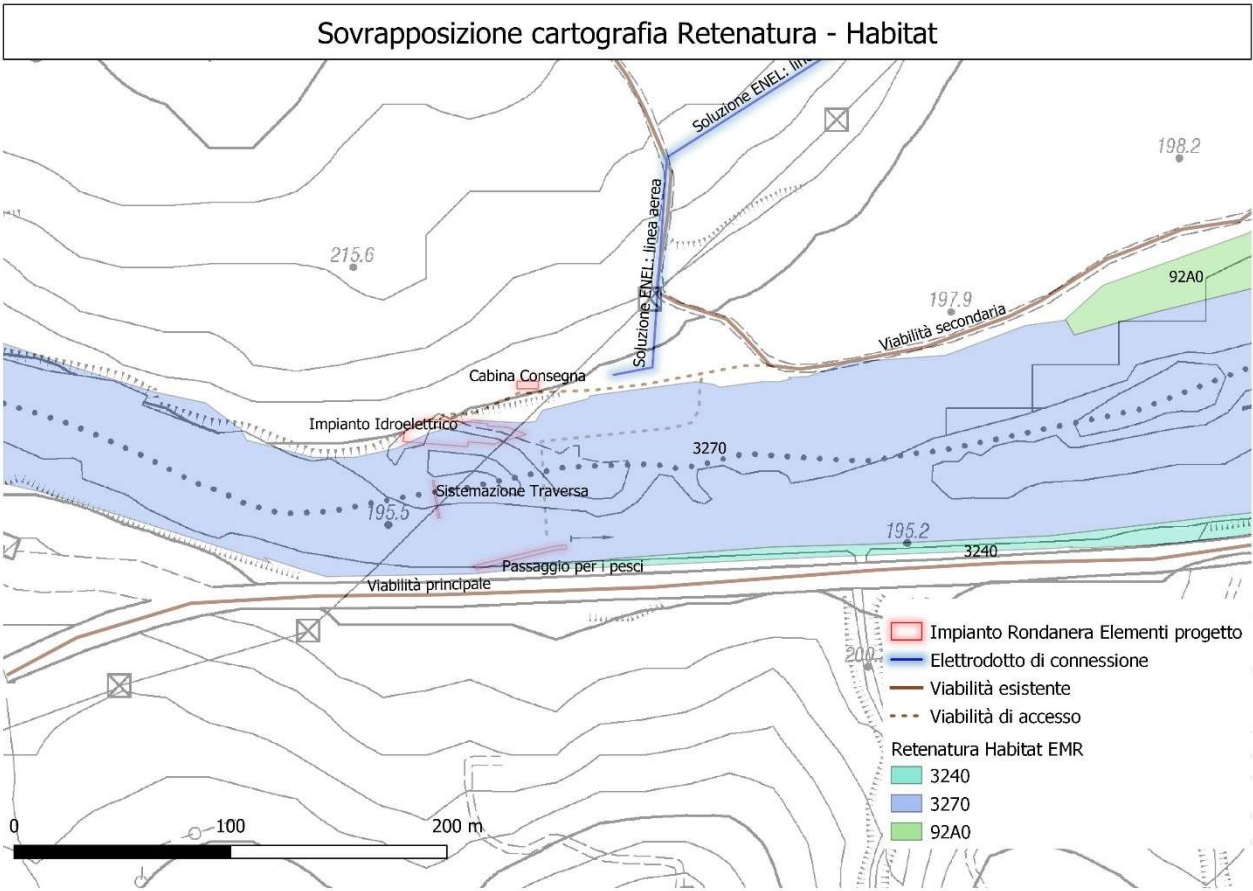 Sovrapposizione cartografia Retenatura - Habitat
Soluzione ENEL:
198.2
Soluzione ENEL: linea aerea
215.6
92A0
197.9
Viabilità secondaria
Cabina Consegna
Impianto Idroelettrico
3270
Sistemazione Traversa
195.5
195.2
3240
Passaggio per i pesci
Viabilità principale
Impianto Rondanera Elementi progetto
Elettrodotto di connessione
Viabilità esistente
Viabilità di accesso
Retenatura Habitat EMR
3240
3270
92A0
0 100 200 m